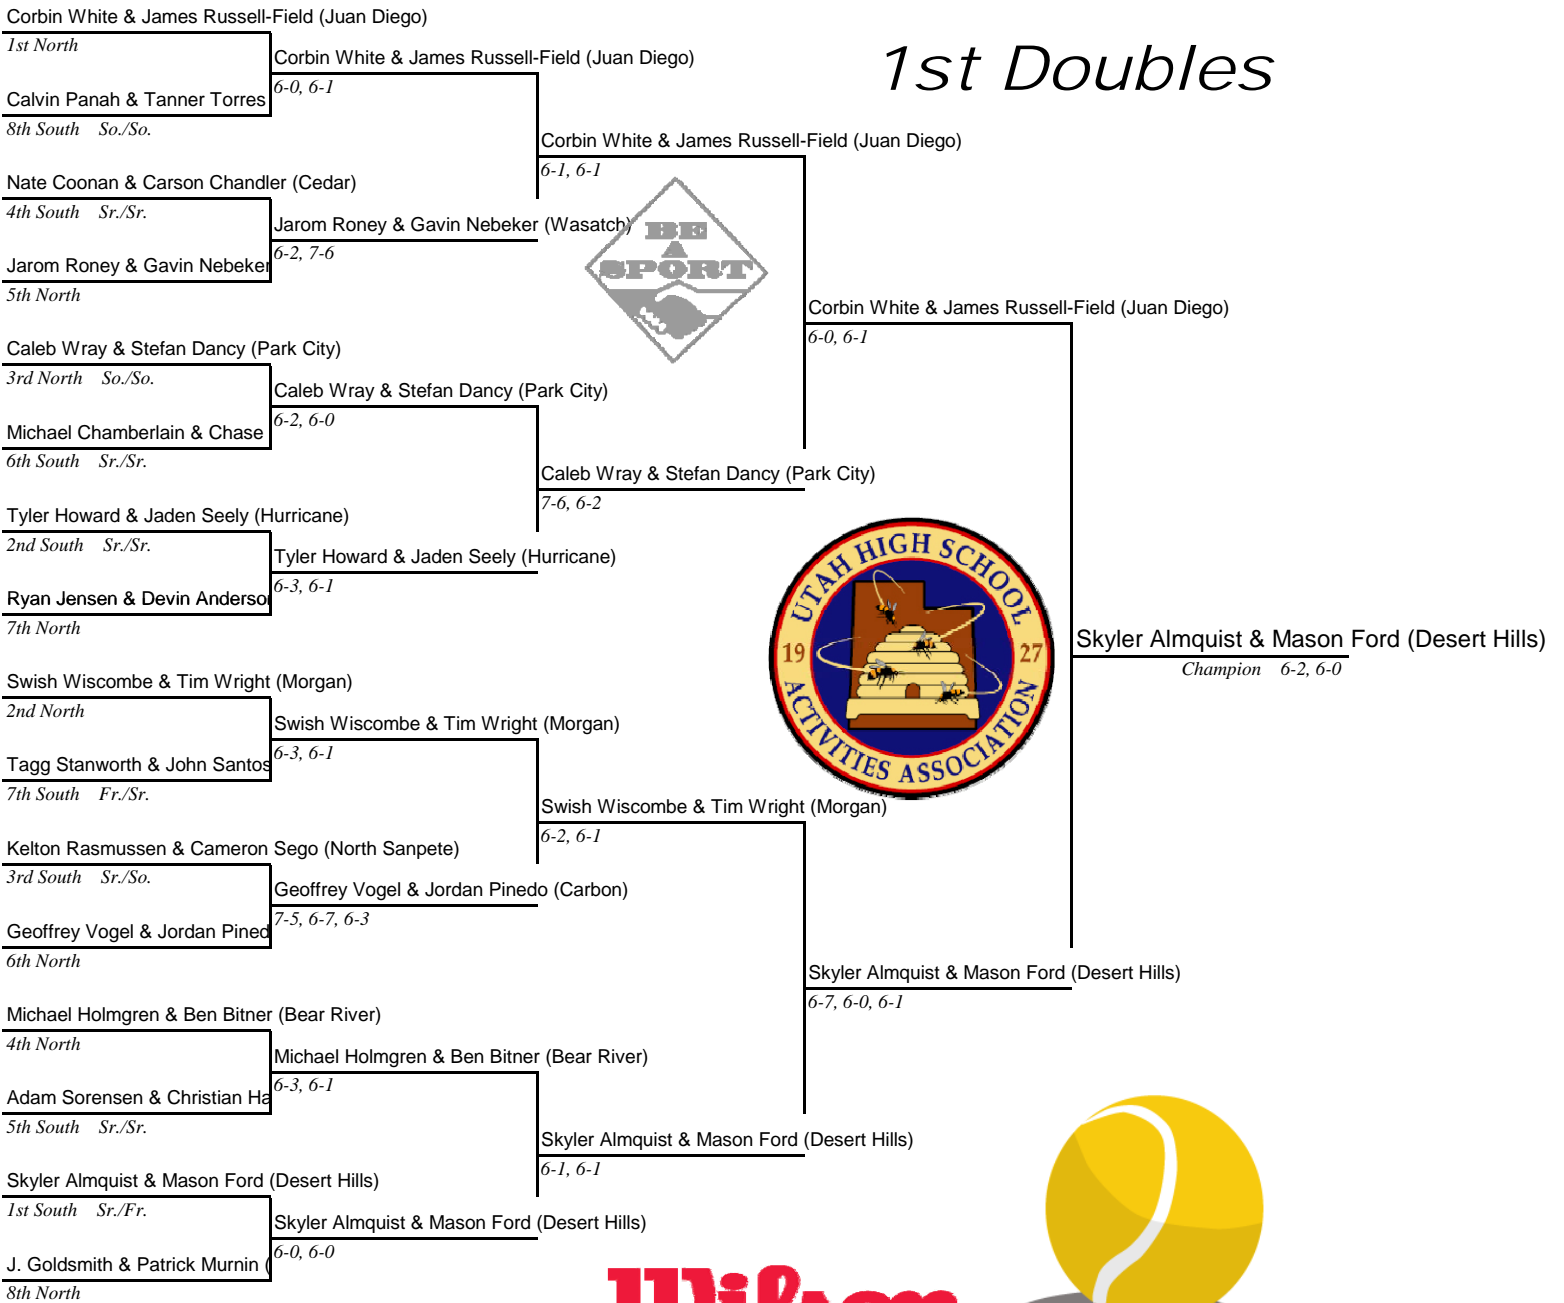 Corbin White & James Russell-Field (Juan Diego)
1st North
Corbin White & James Russell-Field (Juan Diego)
6-0, 6-1
1st Doubles
Calvin Panah & Tanner Torres
8th South So./So.
Corbin White & James Russell-Field (Juan Diego)
6-1, 6-1
Nate Coonan & Carson Chandler (Cedar)
4th South Sr./Sr.
Jarom Roney & Gavin Nebeker (Wasatch)
6-2, 7-6
Jarom Roney & Gavin Nebeker
5th North
BE
A
SPORT
Corbin White & James Russell-Field (Juan Diego)
6-0, 6-1
Caleb Wray & Stefan Dancy (Park City)
3rd North So./So.
Caleb Wray & Stefan Dancy (Park City)
6-2, 6-0
Michael Chamberlain & Chase
6th South Sr./Sr.
Caleb Wray & Stefan Dancy (Park City)
7-6, 6-2
Tyler Howard & Jaden Seely (Hurricane)
2nd South Sr./Sr.
Tyler Howard & Jaden Seely (Hurricane)
6-3, 6-1
Ryan Jensen & Devin Anderso
7th North
UTAH HIGH SCHOOL
19 27
ACTIVITIES ASSOCIATION
Skyler Almquist & Mason Ford (Desert Hills)
Champion 6-2, 6-0
Swish Wiscombe & Tim Wright (Morgan)
2nd North
Swish Wiscombe & Tim Wright (Morgan)
6-3, 6-1
Tagg Stanworth & John Santos
7th South Fr./Sr.
Swish Wiscombe & Tim Wright (Morgan)
6-2, 6-1
Kelton Rasmussen & Cameron Sego (North Sanpete)
3rd South Sr./So.
Geoffrey Vogel & Jordan Pinedo (Carbon)
7-5, 6-7, 6-3
Geoffrey Vogel & Jordan Pined
6th North
Skyler Almquist & Mason Ford (Desert Hills)
6-7, 6-0, 6-1
Michael Holmgren & Ben Bitner (Bear River)
4th North
Michael Holmgren & Ben Bitner (Bear River)
6-3, 6-1
Adam Sorensen & Christian Ha
5th South Sr./Sr.
Skyler Almquist & Mason Ford (Desert Hills)
6-1, 6-1
Skyler Almquist & Mason Ford (Desert Hills)
1st South Sr./Fr.
Skyler Almquist & Mason Ford (Desert Hills)
6-0, 6-0
J. Goldsmith & Patrick Murnin (
8th North
Wilson